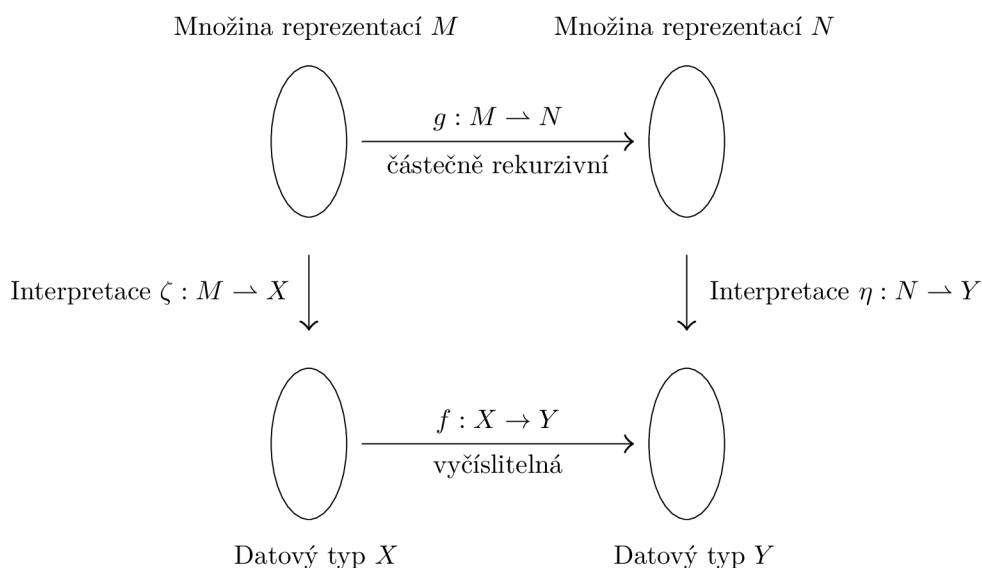 Množina reprezentací M
Množina reprezentací N
g : M ⇀ N
částečně rekurzivní
Interpretace ζ : M ⇀ X
Interpretace η : N ⇀ Y
f : X → Y
vyčíslitelná
Datový typ X
Datový typ Y